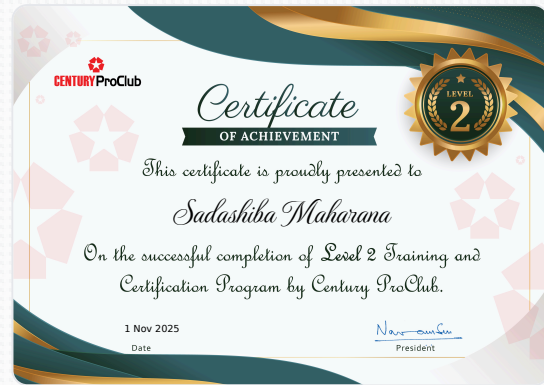 CENTURY ProClub
Certificate
OF ACHIEVEMENT
LEVEL
2
This certificate is proudly presented to
Sadashiba Maharana
On the successful completion of Level 2 Training and
Certification Program by Century ProClub.
1 Nov 2025
Date
President